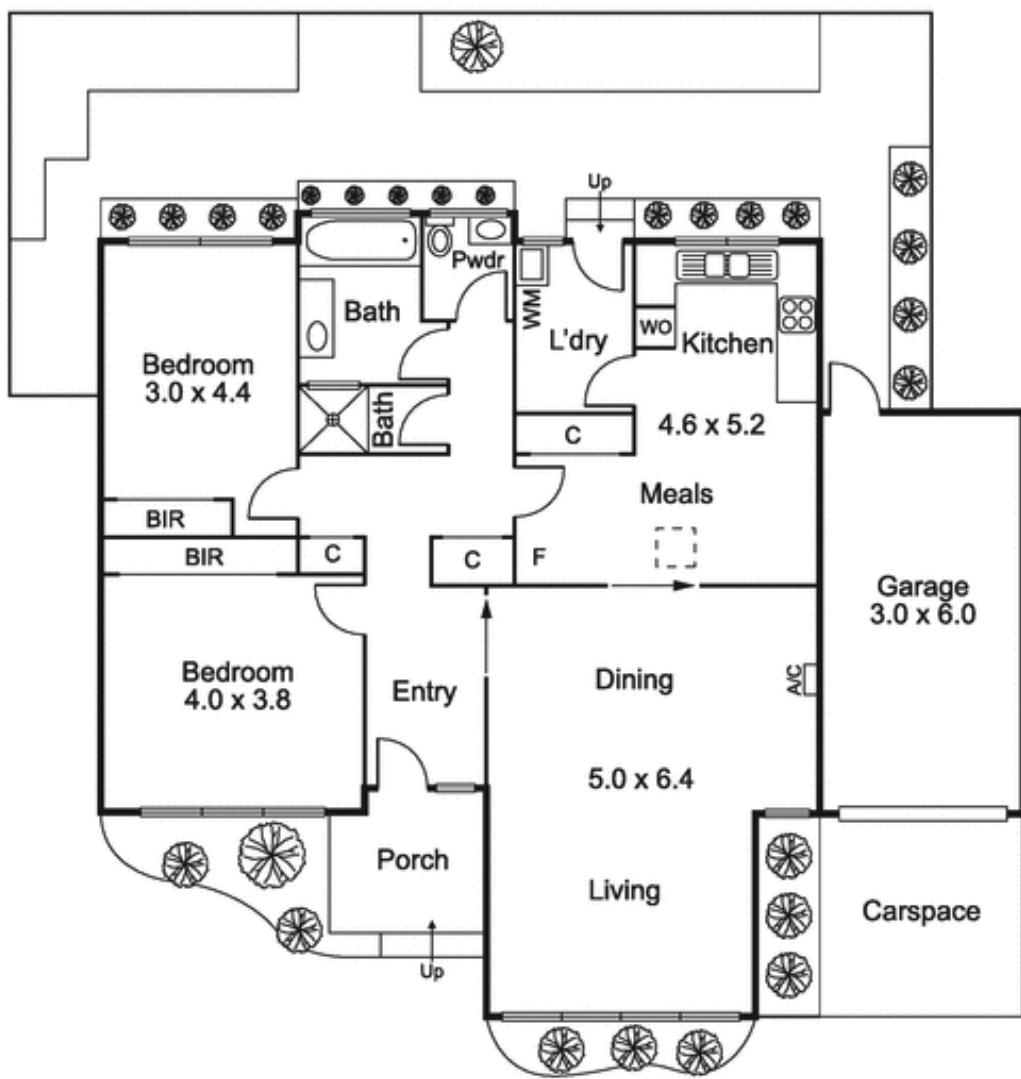 Up
Pwdr
WM
Bath
L'dry
WO
Kitchen
Bedroom
3.0 x 4.4
Bath
C
4.6 x 5.2
Meals
BIR
BIR
C
C
F
Garage
3.0 x 6.0
Bedroom
4.0 x 3.8
Entry
Dining
A/C
5.0 x 6.4
Porch
Living
Carspace
Up